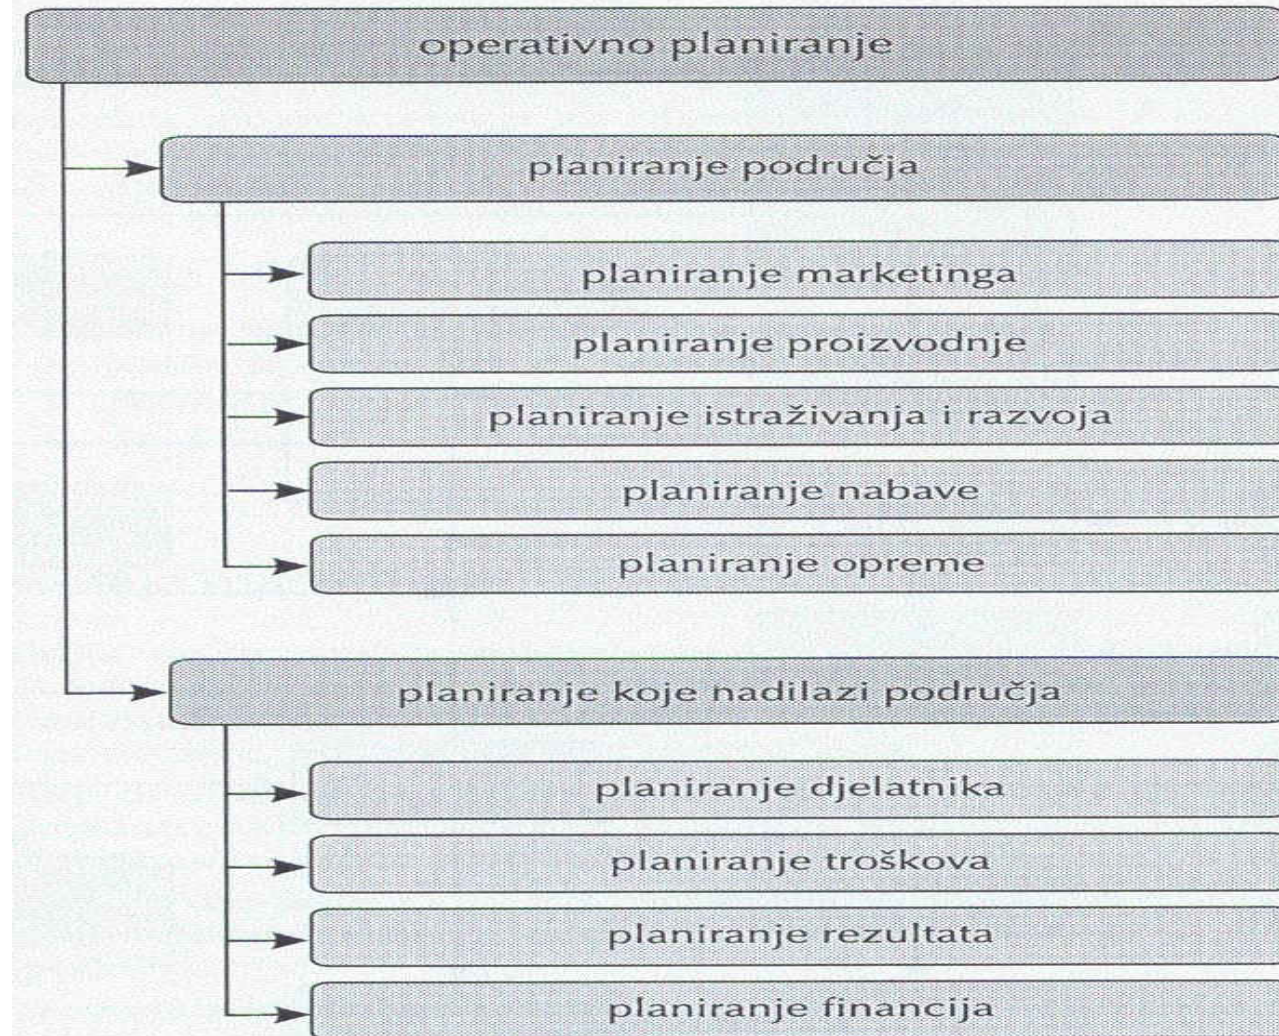 operativno planiranje
planiranje područja
planiranje marketinga
planiranje proizvodnje
planiranje istraživanja i razvoja
planiranje nabave
planiranje opreme
planiranje koje nadilazi područja
planiranje djelatnika
planiranje troškova
planiranje rezultata
planiranje financija